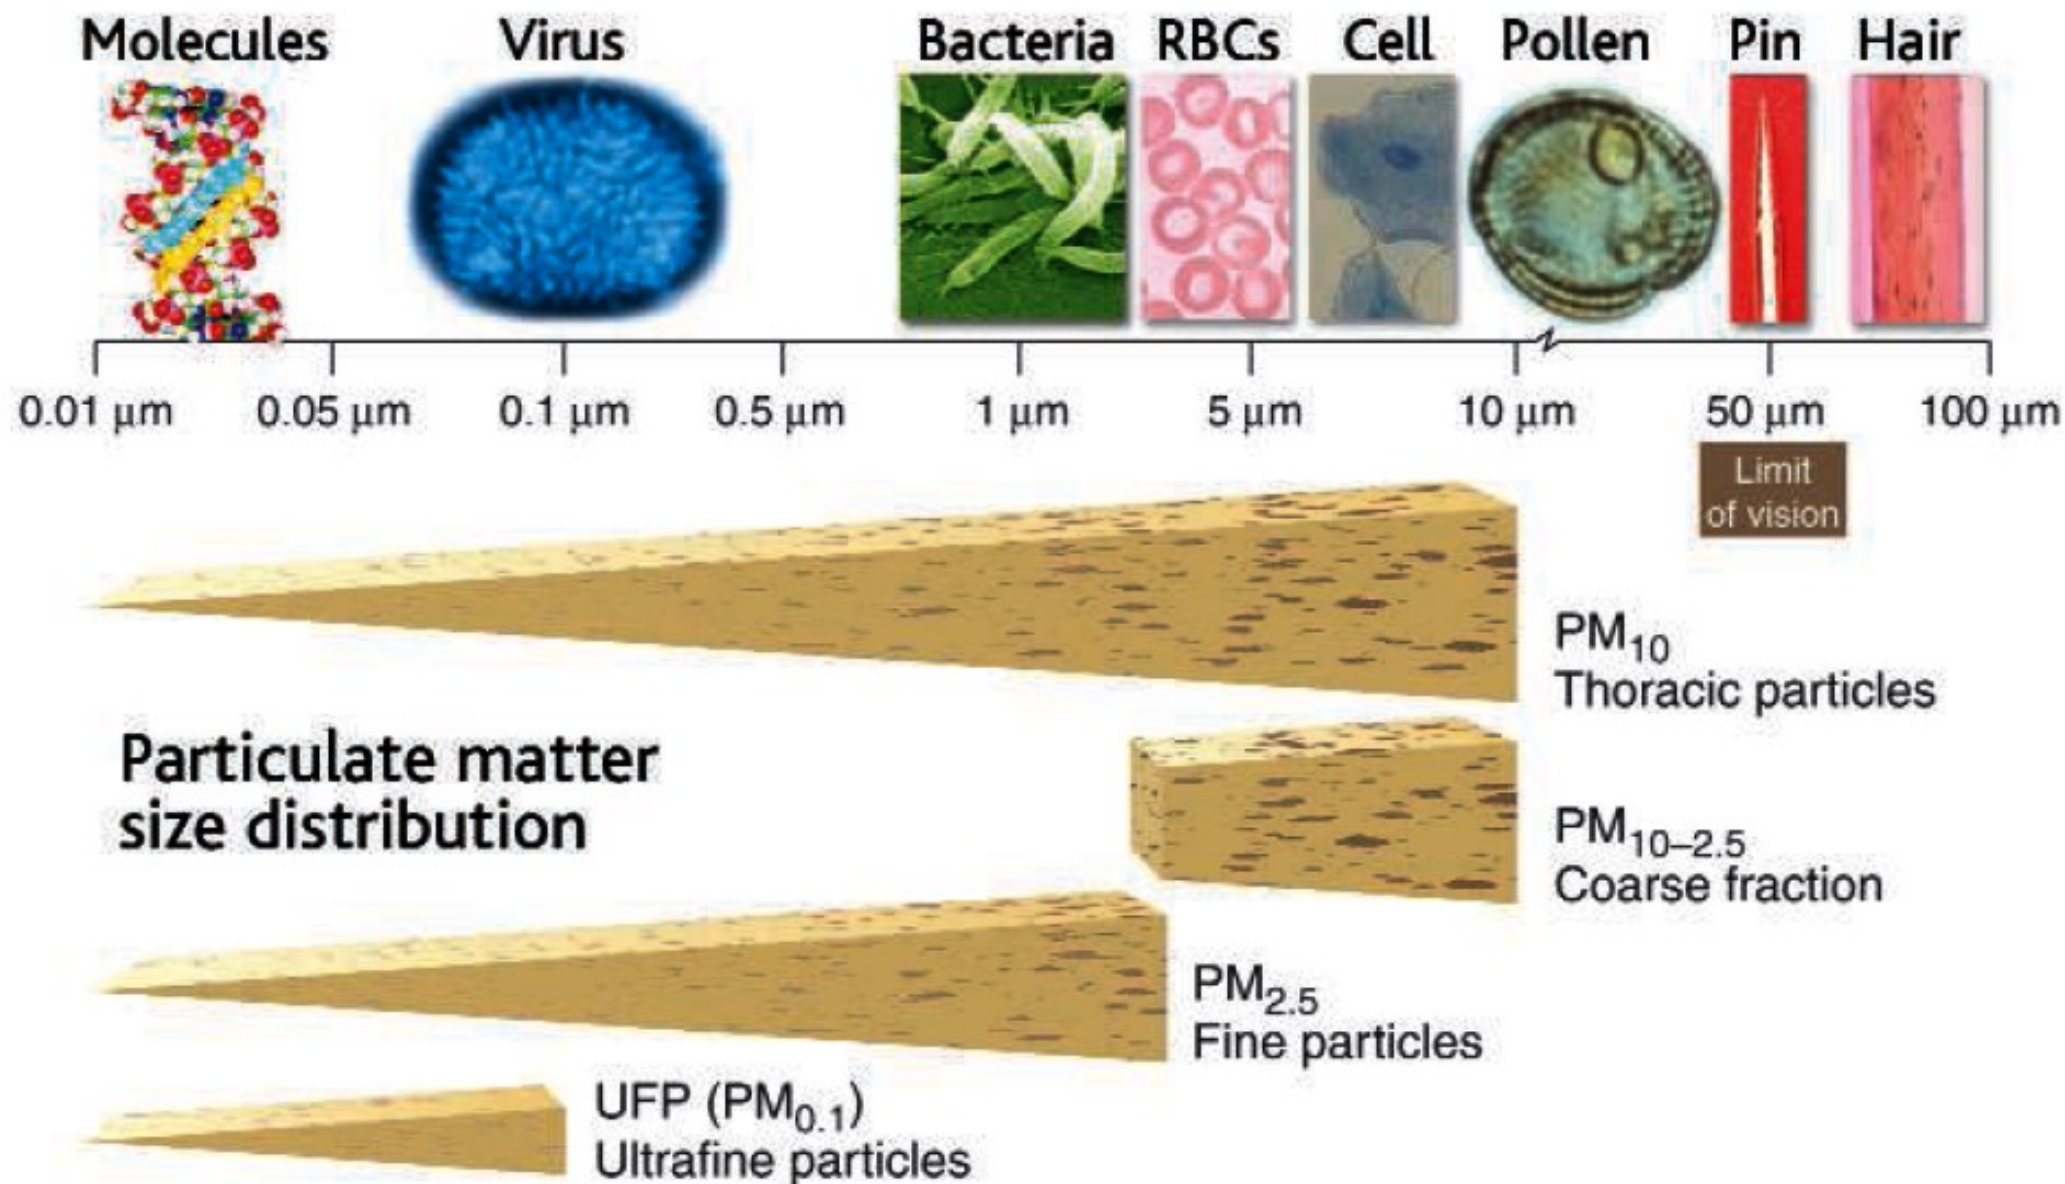 Molecules Virus Bacteria RBCs Cell Pollen Pin Hair
0.01 µm 0.05 µm 0.1 µm 0.5 µm 1 µm 5 µm 10 µm 50 µm 100 µm
Limit
of vision
PM10
Thoracic particles
Particulate matter
size distribution
PM10–2.5
Coarse fraction
PM2.5
Fine particles
UFP (PM0.1)
Ultrafine particles